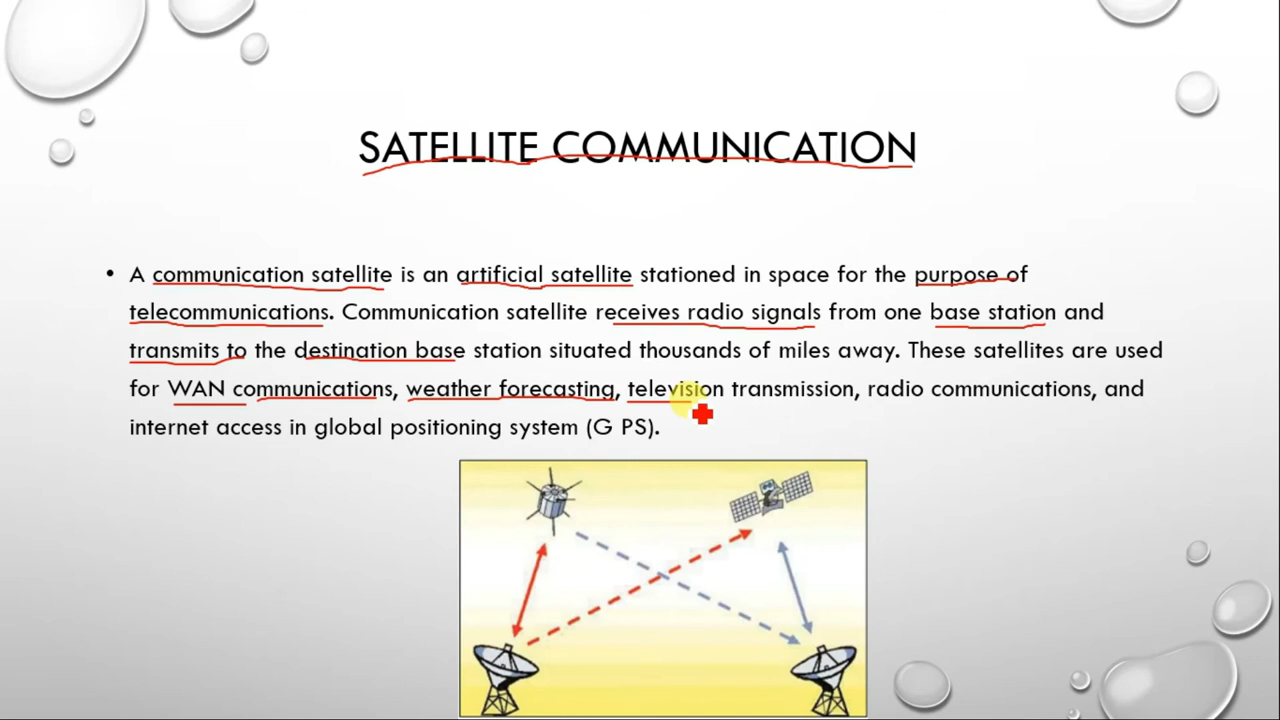 SATELLITE COMMUNICATION
• A communication satellite is an artificial satellite stationed in space for the purpose of
telecommunications. Communication satellite receives radio signals from one base station and
transmits to the destination base station situated thousands of miles away. These satellites are used
for WAN communications, weather forecasting, television transmission, radio communications, and
internet access in global positioning system (G PS).